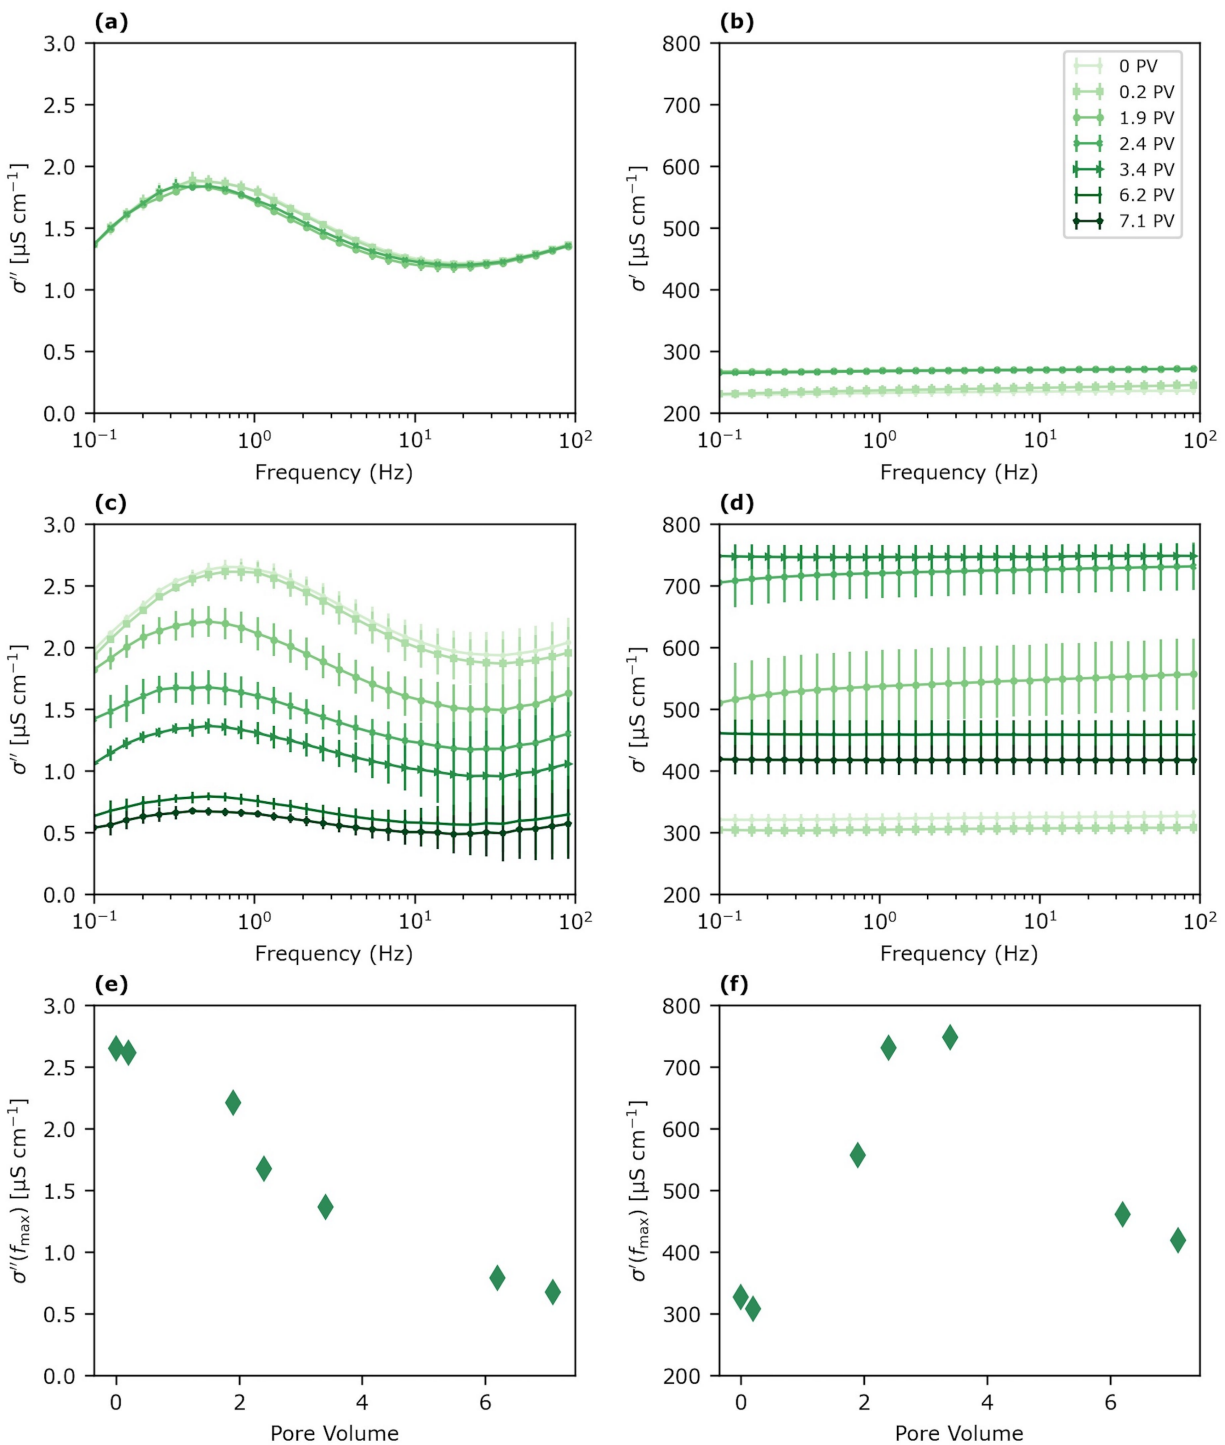 (a)
3.0
2.5
2.0
1.5
1.0
0.5
0.0
σ′′ [µS cm⁻¹]
10⁻¹ 10⁰ 10¹ 10²
Frequency (Hz)
(b)
800
700
600
500
400
300
200
σ′ [µS cm⁻¹]
0 PV
0.2 PV
1.9 PV
2.4 PV
3.4 PV
6.2 PV
7.1 PV
10⁻¹ 10⁰ 10¹ 10²
Frequency (Hz)
(c)
3.0
2.5
2.0
1.5
1.0
0.5
0.0
σ′′ [µS cm⁻¹]
10⁻¹ 10⁰ 10¹ 10²
Frequency (Hz)
(d)
800
700
600
500
400
300
200
σ′ [µS cm⁻¹]
10⁻¹ 10⁰ 10¹ 10²
Frequency (Hz)
(e)
3.0
2.5
2.0
1.5
1.0
0.5
0.0
σ′′(f_max) [µS cm⁻¹]
0 2 4 6
Pore Volume
(f)
800
700
600
500
400
300
200
σ′(f_max) [µS cm⁻¹]
0 2 4 6
Pore Volume